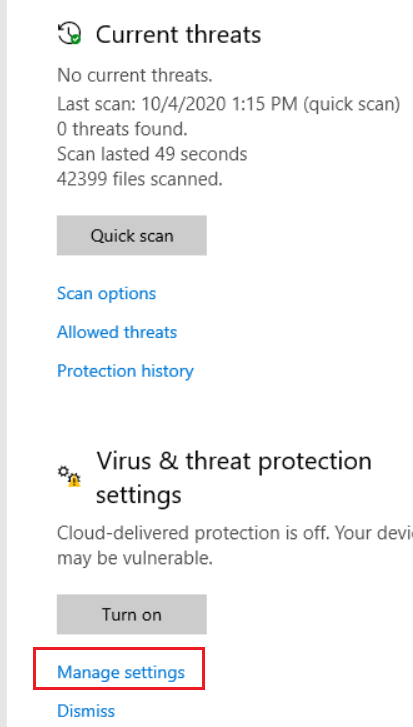 Current threats
No current threats.
Last scan: 10/4/2020 1:15 PM (quick scan)
0 threats found.
Scan lasted 49 seconds
42399 files scanned.
Quick scan
Scan options
Allowed threats
Protection history
Virus & threat protection
settings
Cloud-delivered protection is off. Your devi
may be vulnerable.
Turn on
Manage settings
Dismiss